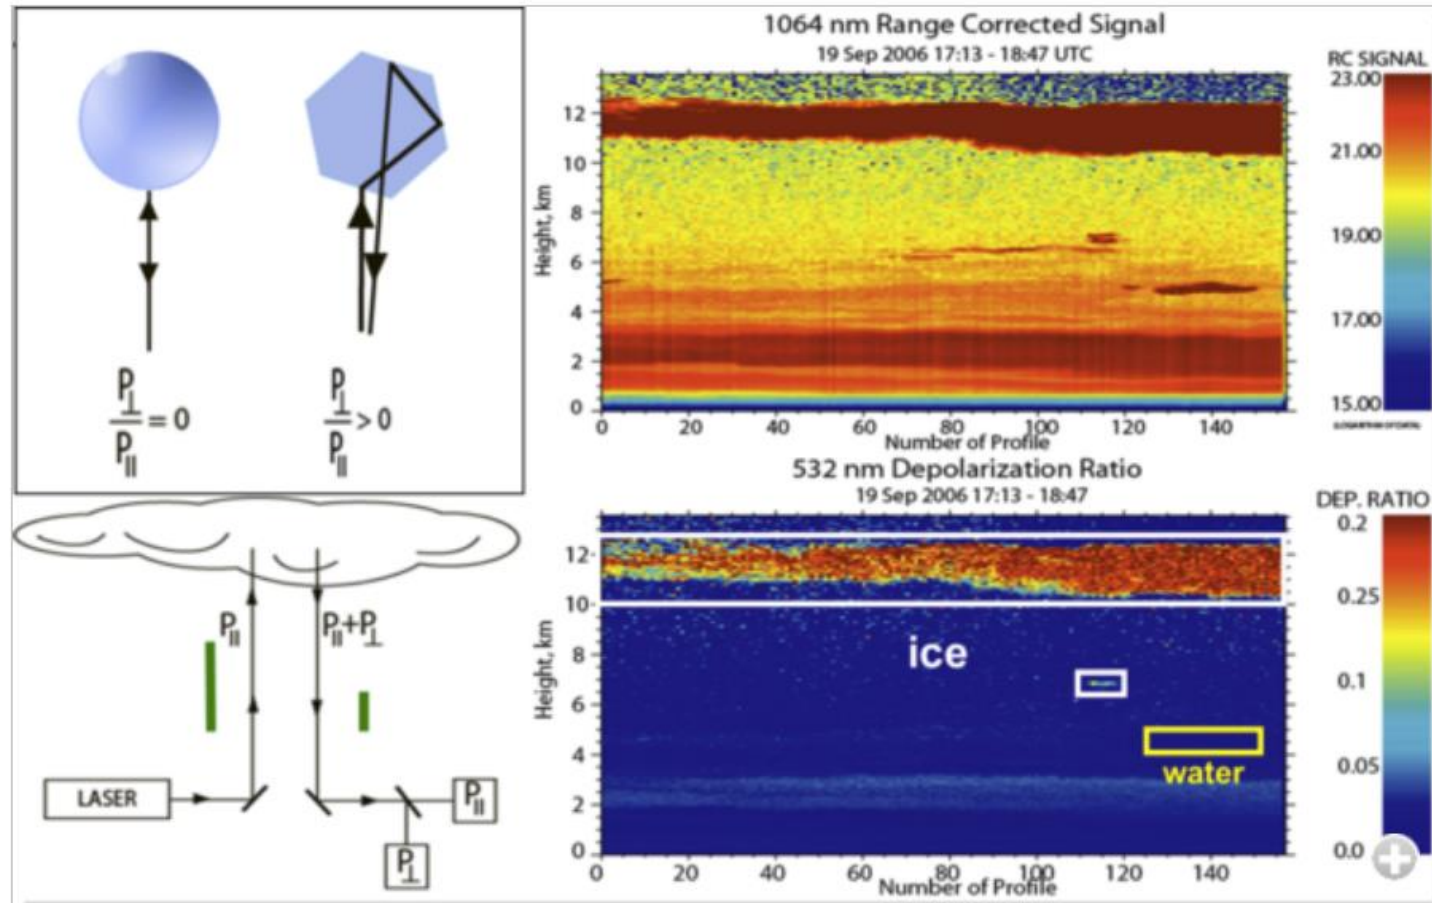 P⊥
P||
= 0
P⊥
P||
> 0
P||
P||+P⊥
LASER
P||
P⊥
1064 nm Range Corrected Signal
19 Sep 2006 17:13 - 18:47 UTC
RC SIGNAL
23.00
21.00
19.00
17.00
15.00
(LOGARITHM OF DATA)
Height, km
12
10
8
6
4
2
0
0 20 40 60 80 100 120 140
Number of Profile
532 nm Depolarization Ratio
19 Sep 2006 17:13 - 18:47
DEP. RATIO
0.2
0.25
0.1
0.05
0.0
Height, km
12
10
8
6
4
2
0
ice
water
0 20 40 60 80 100 120 140
Number of Profile